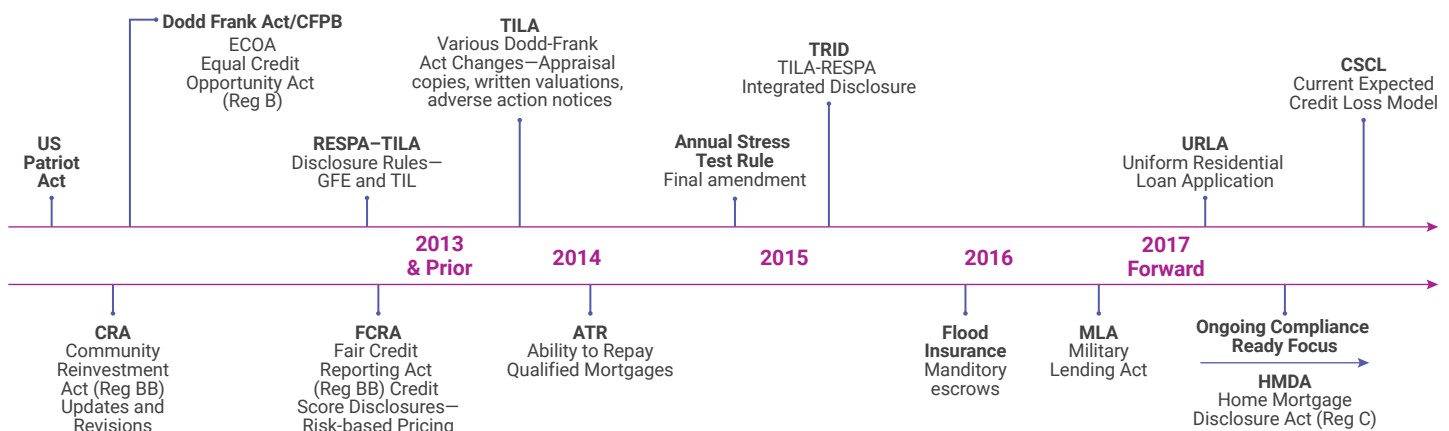 US
Patriot
Act
Dodd Frank Act/CFPB
ECOA
Equal Credit
Opportunity Act
(Reg B)
RESPA–TILA
Disclosure Rules—
GFE and TIL
TILA
Various Dodd-Frank
Act Changes—Appraisal
copies, written valuations,
adverse action notices
Annual Stress
Test Rule
Final amendment
TRID
TILA-RESPA
Integrated Disclosure
URLA
Uniform Residential
Loan Application
CSCL
Current Expected
Credit Loss Model
2013
& Prior
2014
2015
2016
2017
Forward
CRA
Community
Reinvestment
Act (Reg BB)
Updates and
Revisions
FCRA
Fair Credit
Reporting Act
(Reg BB) Credit
Score Disclosures—
Risk-based Pricing
ATR
Ability to Repay
Qualified Mortgages
Flood
Insurance
Manditory
escrows
MLA
Military
Lending Act
Ongoing Compliance
Ready Focus
HMDA
Home Mortgage
Disclosure Act (Reg C)